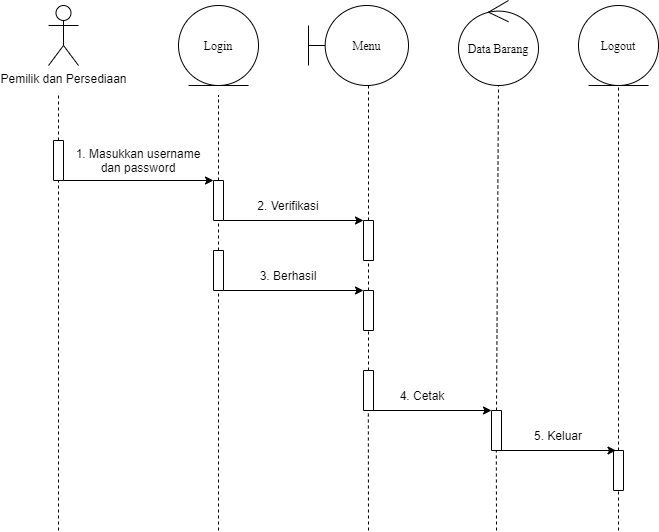 Login
Menu
Data Barang
Logout
Pemilik dan Persediaan
1. Masukkan username
dan password
2. Verifikasi
3. Berhasil
4. Cetak
5. Keluar